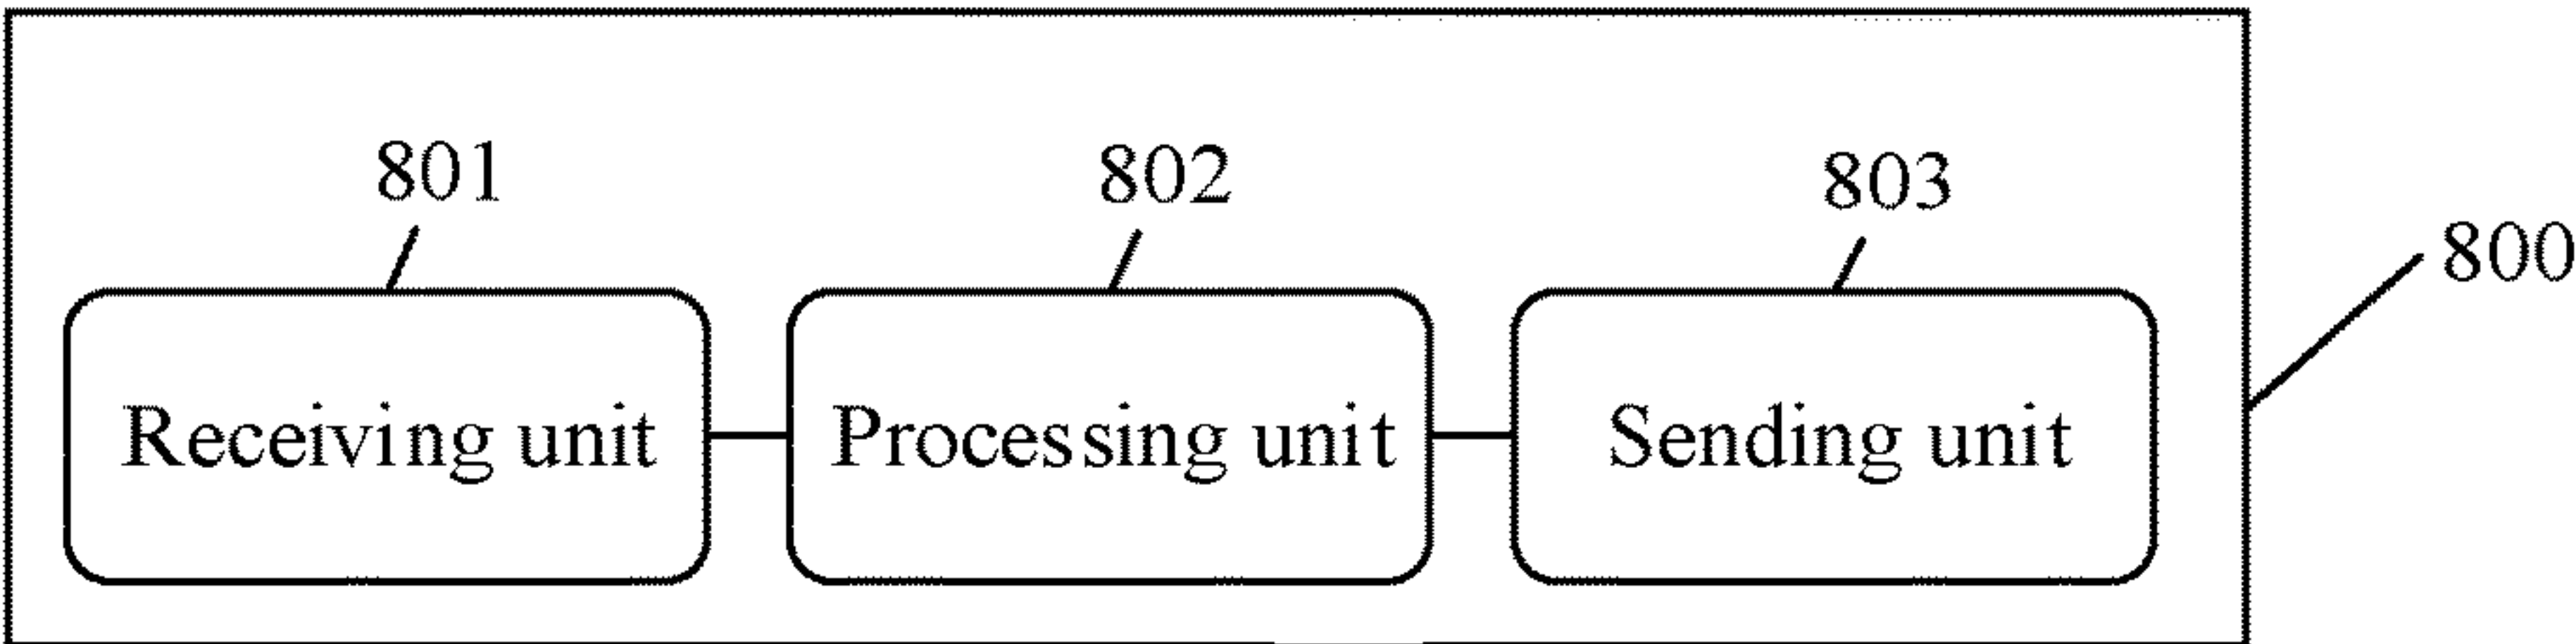 801
802
803
800
Receiving unit
Processing unit
Sending unit